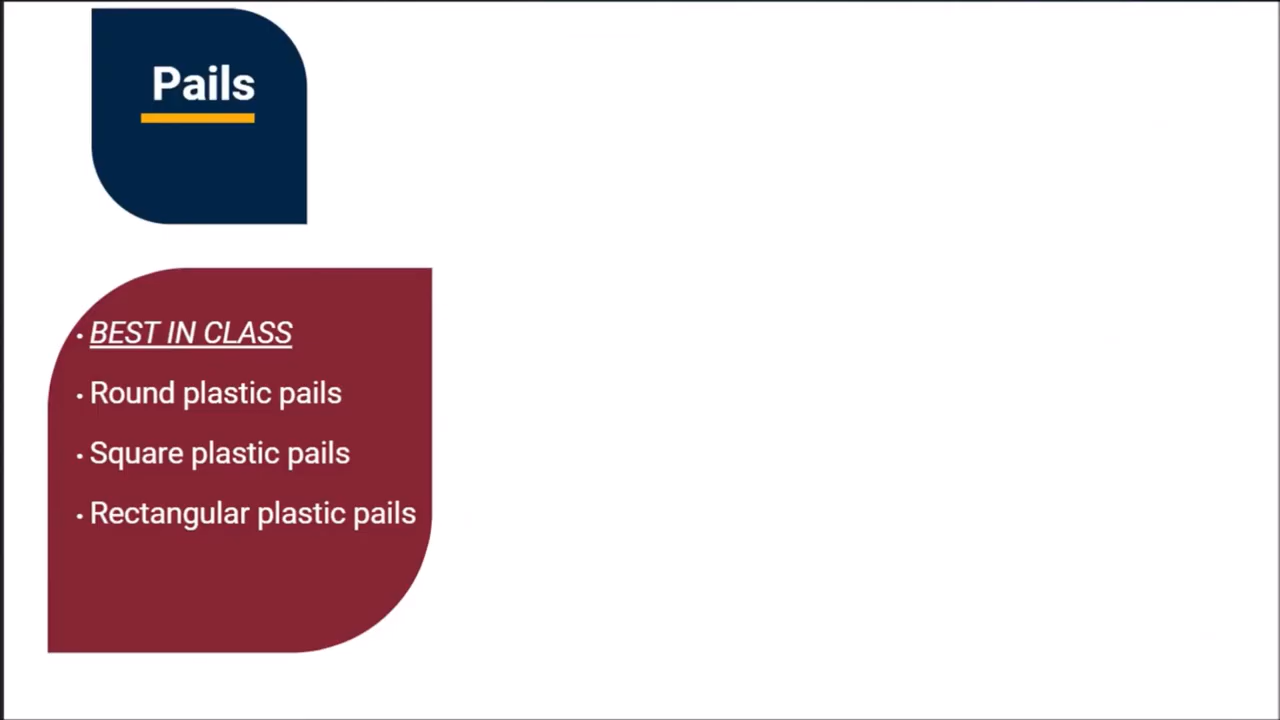 Pails
• BEST IN CLASS
• Round plastic pails
• Square plastic pails
• Rectangular plastic pails